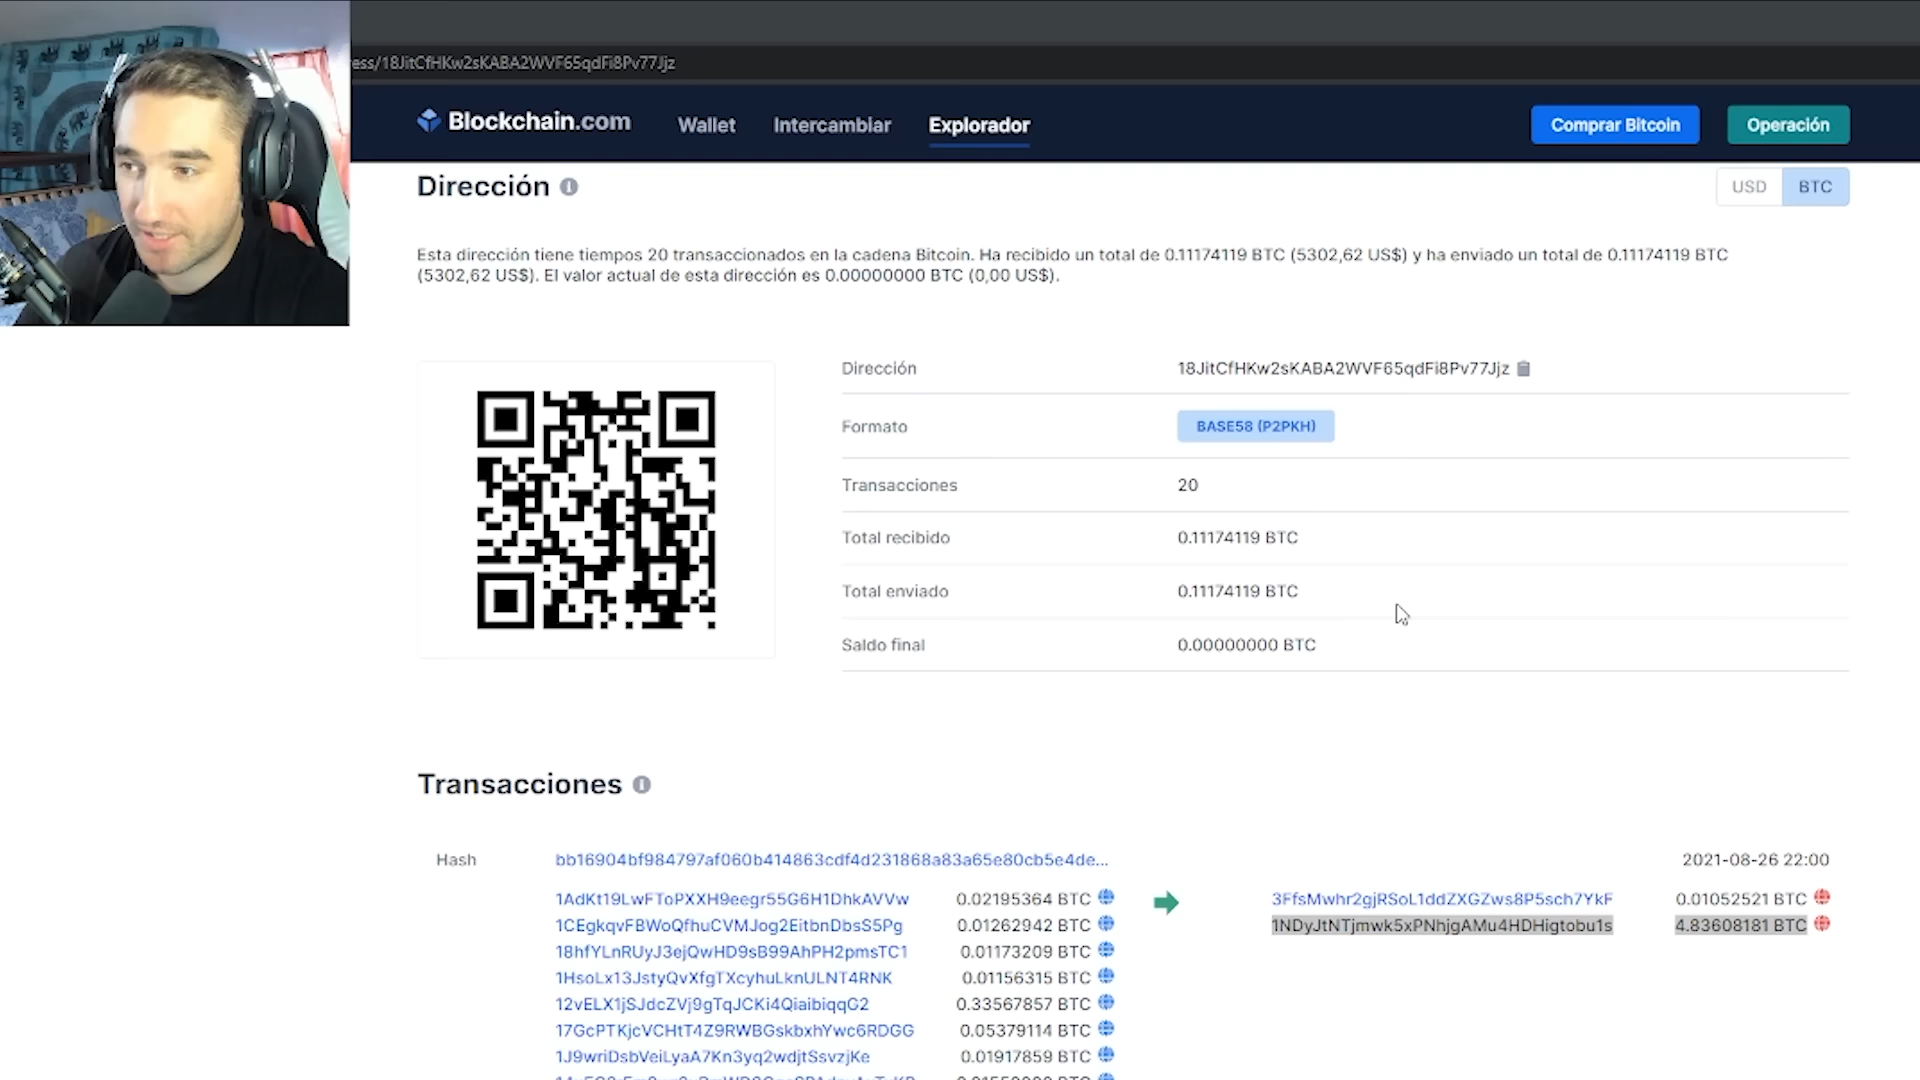 ess/18JitCfHKw2sKABA2WVF65qdFi8Pv77Jjz
Blockchain.com Wallet Intercambiar Explorador Comprar Bitcoin Operación
Dirección USD BTC
Esta dirección tiene tiempos 20 transaccionados en la cadena Bitcoin. Ha recibido un total de 0.11174119 BTC (5302,62 US$) y ha enviado un total de 0.11174119 BTC
(5302,62 US$). El valor actual de esta dirección es 0.00000000 BTC (0,00 US$).
Dirección 18JitCfHKw2sKABA2WVF65qdFi8Pv77Jjz
Formato BASE58 (P2PKH)
Transacciones 20
Total recibido 0.11174119 BTC
Total enviado 0.11174119 BTC
Saldo final 0.00000000 BTC
Transacciones
Hash bb16904bf984797af060b414863cdf4d231868a83a65e80cb5e4de... 2021-08-26 22:00
1AdKt19LwFToPXXH9eegr55G6H1DhkAVVw 0.02195364 BTC 3FfsMwhr2gjRSoL1ddZXGZws8P5sch7YkF 0.01052521 BTC
1CEgkqvFBWoQfhuCVMJog2EitbnDbsS5Pg 0.01262942 BTC 1NDyJtNTjmwk5xPNhjgAMu4HDHigtobu1s 4.83608181 BTC
18hfYLnRUyJ3ejQwHD9sB99AhPH2pmsTC1 0.01173209 BTC
1HsoLx13JstyQvXfgTXcyhuLknULNT4RNK 0.01156315 BTC
12vELX1jSJdcZVj9gTqJCKi4QiaibiqqG2 0.33567857 BTC
17GcPTKjcVCHtT4Z9RWBGskbxhYwc6RDGG 0.05379114 BTC
1J9wriDsbVeiLyaA7Kn3yq2wdjtSsvzjKe 0.01917859 BTC